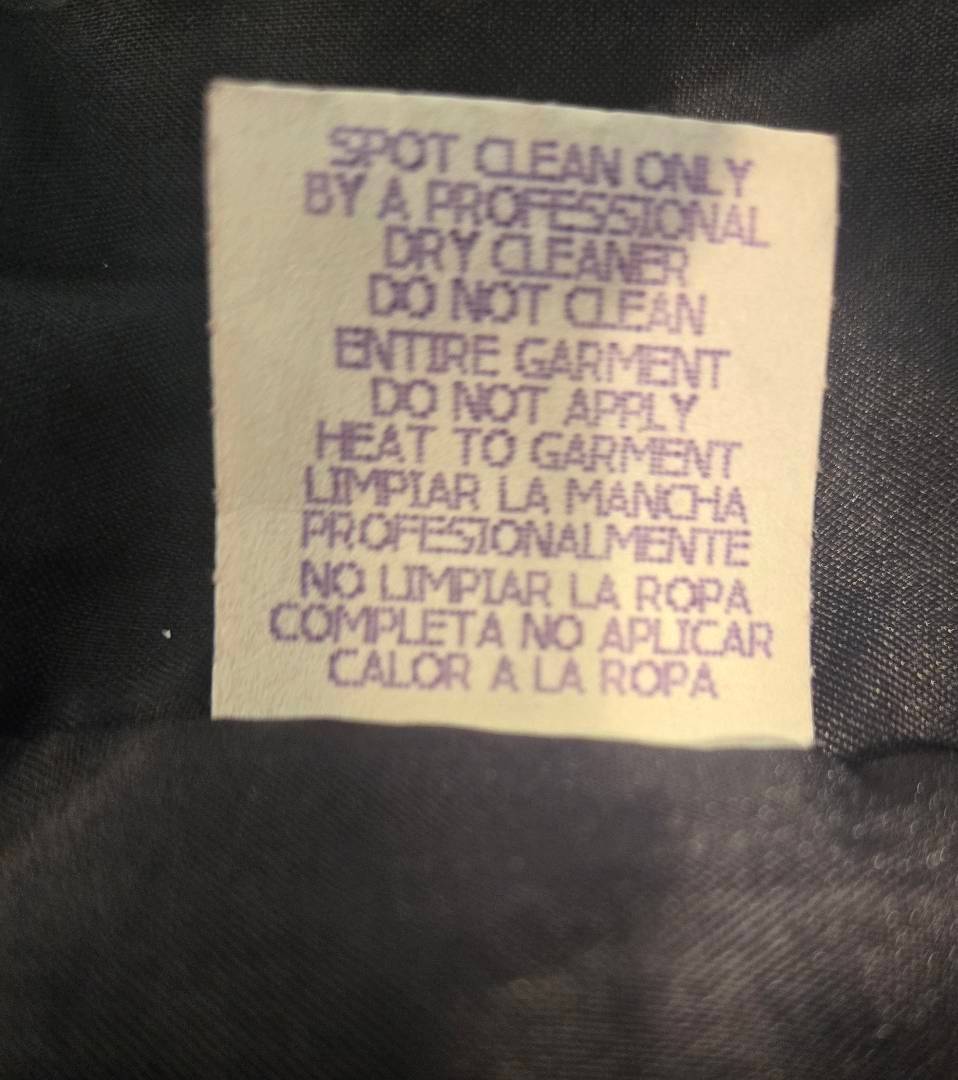 SPOT CLEAN ONLY
BY A PROFESSIONAL
DRY CLEANER
DO NOT CLEAN
ENTIRE GARMENT
DO NOT APPLY
HEAT TO GARMENT
LIMPIAR LA MANCHA
PROFESIONALMENTE
NO LIMPIAR LA ROPA
COMPLETA NO APLICAR
CALOR A LA ROPA